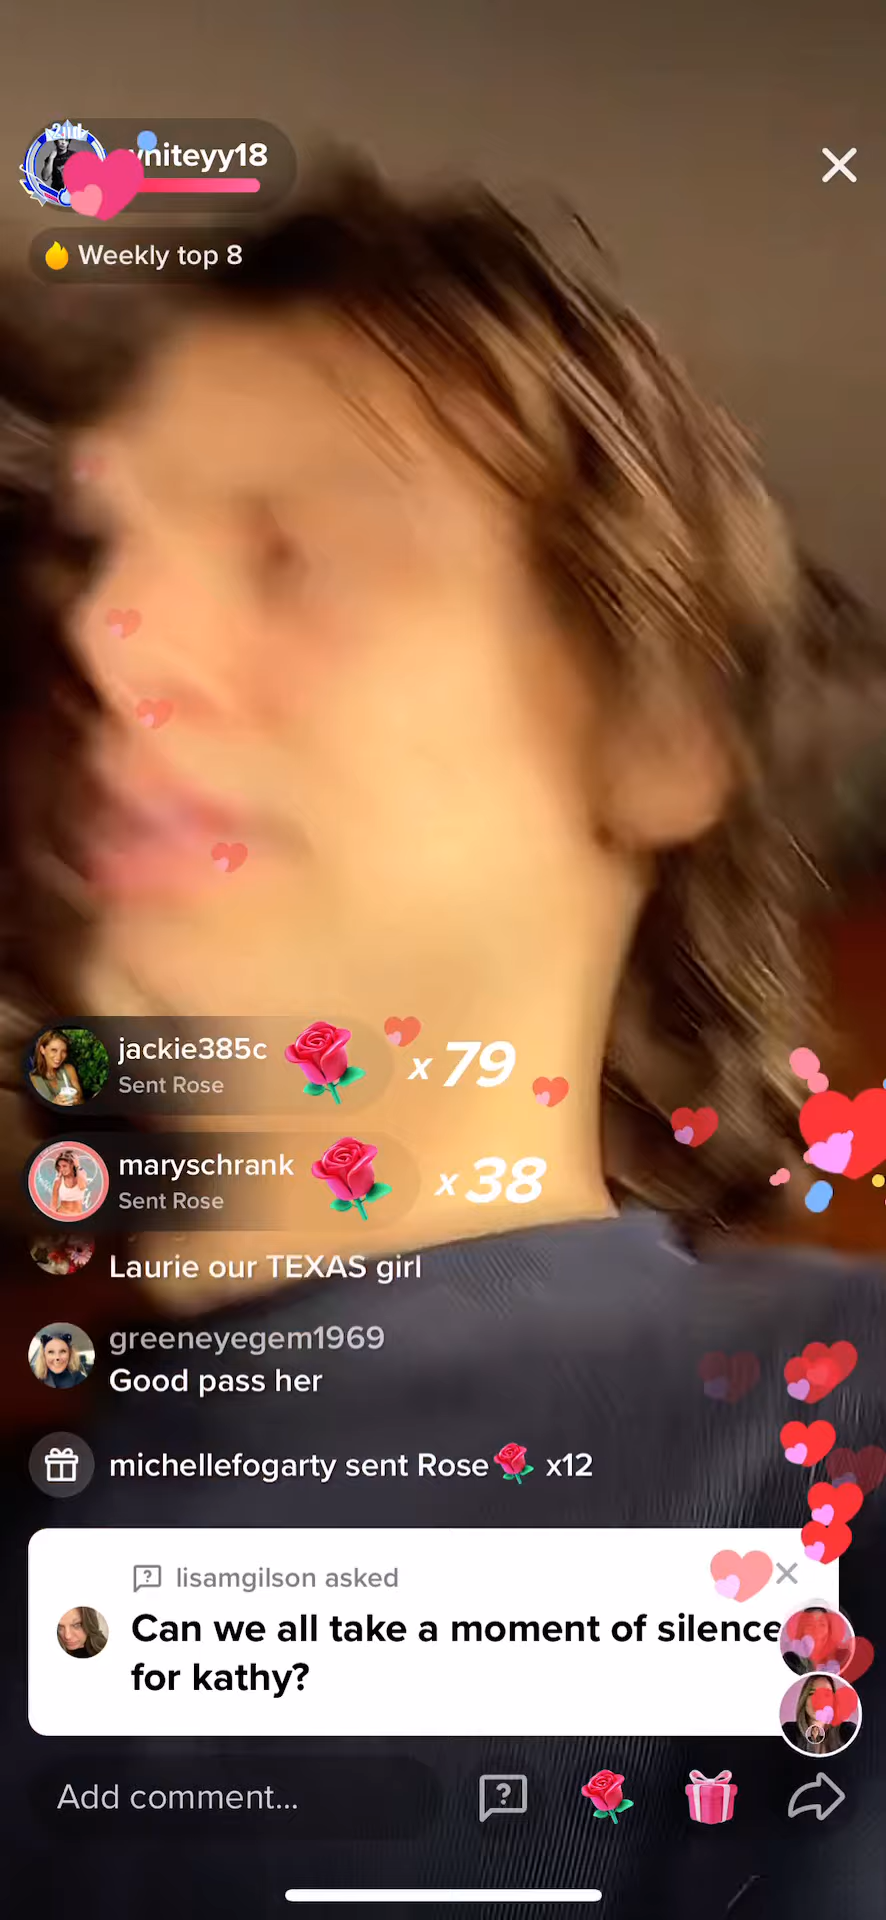 2nd
niteyy18
Weekly top 8
jackie385c
Sent Rose
x 79
maryschrank
Sent Rose
x 38
Laurie our TEXAS girl
greeneyegem1969
Good pass her
michellefogarty sent Rose x12
lisamgilson asked
Can we all take a moment of silence
for kathy?
Add comment...